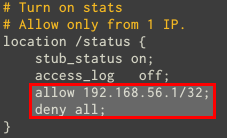 # Turn on stats
# Allow only from 1 IP.
location /status {
    stub_status on;
    access_log   off;
    allow 192.168.56.1/32;
    deny all;
}